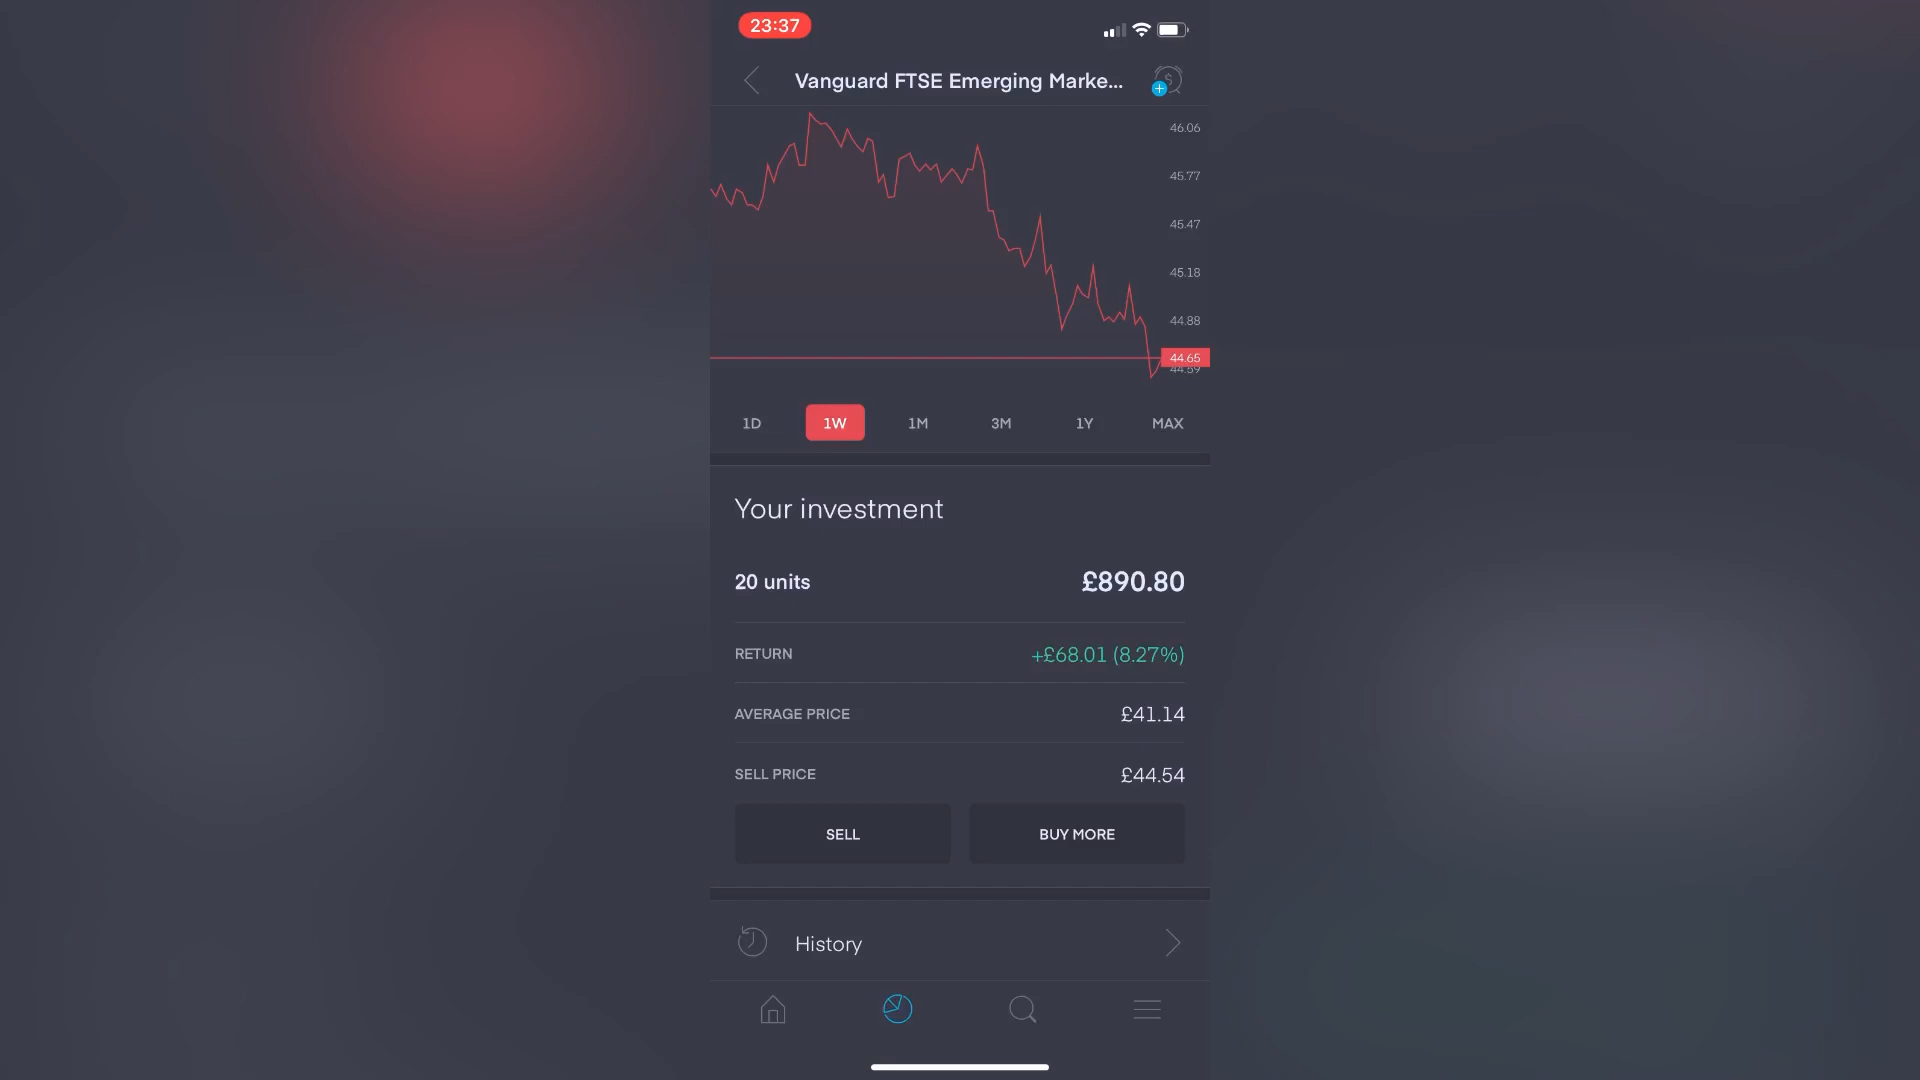 23:37
Vanguard FTSE Emerging Marke...
46.06
45.77
45.47
45.18
44.88
44.65
44.59
1D 1W 1M 3M 1Y MAX
Your investment
20 units £890.80
RETURN +£68.01 (8.27%)
AVERAGE PRICE £41.14
SELL PRICE £44.54
SELL BUY MORE
History